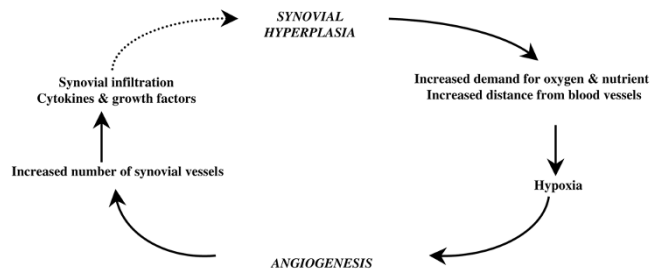 SYNOVIAL
HYPERPLASIA
Increased demand for oxygen & nutrient
Increased distance from blood vessels
Hypoxia
ANGIOGENESIS
Increased number of synovial vessels
Synovial infiltration
Cytokines & growth factors